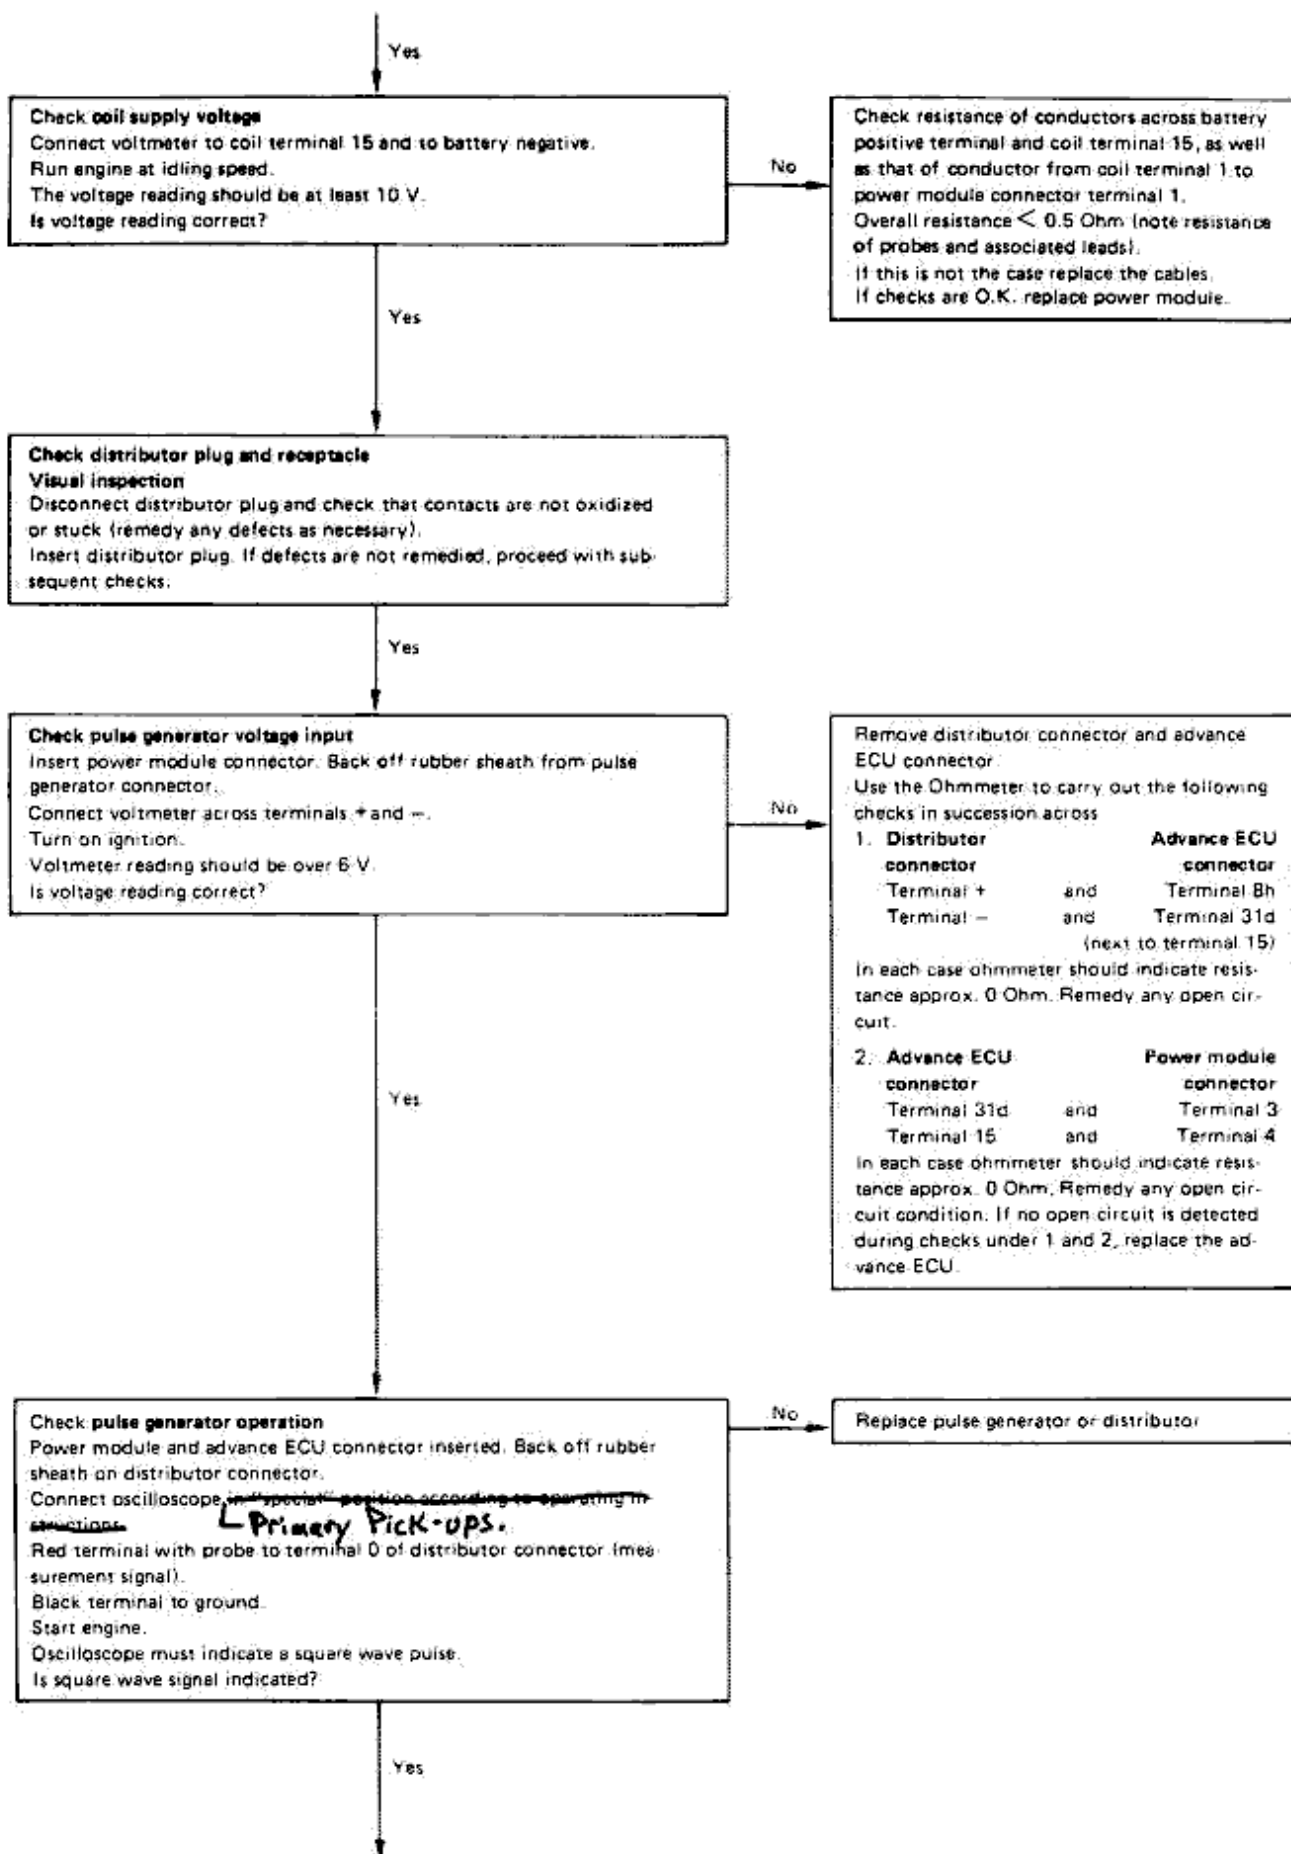 Yes
Check coil supply voltage
Connect voltmeter to coil terminal 15 and to battery negative.
Run engine at idling speed.
The voltage reading should be at least 10 V.
Is voltage reading correct?
No
Check resistance of conductors across battery
positive terminal and coil terminal 15, as well
as that of conductor from coil terminal 1 to
power module connector terminal 1.
Overall resistance < 0.5 Ohm (note resistance
of probes and associated leads).
If this is not the case replace the cables.
If checks are O.K. replace power module.
Yes
Check distributor plug and receptacle
Visual inspection
Disconnect distributor plug and check that contacts are not oxidized
or stuck (remedy any defects as necessary).
Insert distributor plug. If defects are not remedied, proceed with sub-
sequent checks.
Yes
Check pulse generator voltage input
Insert power module connector. Back off rubber sheath from pulse
generator connector.
Connect voltmeter across terminals + and −.
Turn on ignition.
Voltmeter reading should be over 6 V.
Is voltage reading correct?
No
Remove distributor connector and advance
ECU connector.
Use the Ohmmeter to carry out the following
checks in succession across
1. Distributor Advance ECU
connector connector
Terminal + and Terminal 8h
Terminal − and Terminal 31d
(next to terminal 15)
In each case ohmmeter should indicate resis-
tance approx. 0 Ohm. Remedy any open cir-
cuit.
2. Advance ECU Power module
connector connector
Terminal 31d and Terminal 3
Terminal 15 and Terminal 4
In each case ohmmeter should indicate resis-
tance approx. 0 Ohm. Remedy any open cir-
cuit condition. If no open circuit is detected
during checks under 1 and 2, replace the ad-
vance ECU.
Yes
Check pulse generator operation
Power module and advance ECU connector inserted. Back off rubber
sheath on distributor connector.
Connect oscilloscope in "special" position according to operating in-
structions.
Primary Pick-ups.
Red terminal with probe to terminal 0 of distributor connector (mea-
surement signal).
Black terminal to ground.
Start engine.
Oscilloscope must indicate a square wave pulse.
Is square wave signal indicated?
No
Replace pulse generator or distributor
Yes